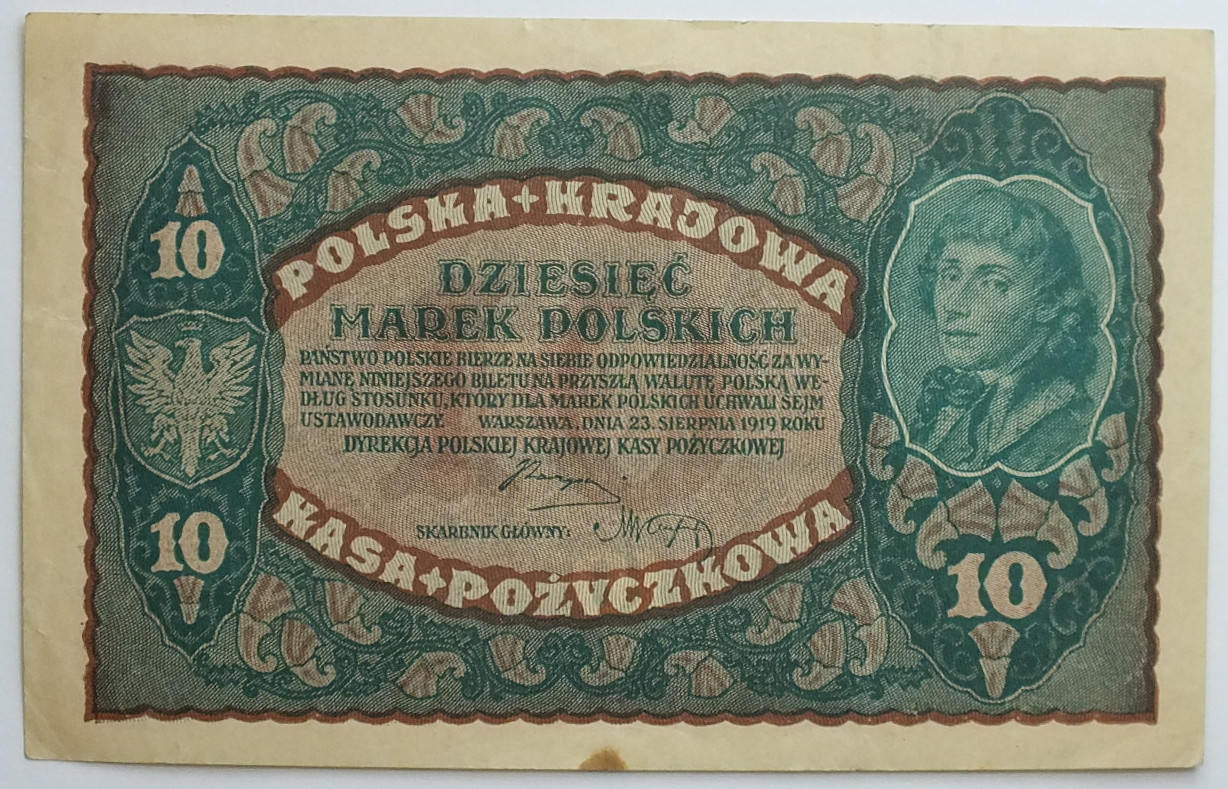 POLSKA + KRAJOWA
10
DZIESIĘĆ
MAREK POLSKICH
PAŃSTWO POLSKIE BIERZE NA SIEBIE ODPOWIEDZIALNOŚĆ ZA WY-
MIANĘ NINIEJSZEGO BILETU NA PRZYSZŁĄ WALUTĘ POLSKĄ WE-
DŁUG STOSUNKU, KTÓRY DLA MAREK POLSKICH UCHWALI SEJM
USTAWODAWCZY WARSZAWA, DNIA 23. SIERPNIA 1919 ROKU
DYREKCJA POLSKIEJ KRAJOWEJ KASY POŻYCZKOWEJ
SKARBNIK GŁÓWNY:
10
10
KASA + POŻYCZKOWA